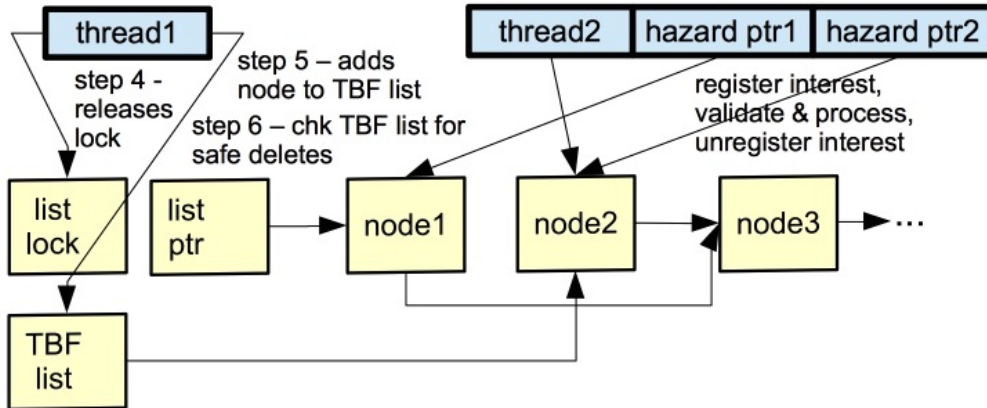 thread1
thread2
hazard ptr1
hazard ptr2
step 4 -
releases
lock
step 5 – adds
node to TBF list
step 6 – chk TBF list for
safe deletes
register interest,
validate & process,
unregister interest
list
lock
list
ptr
node1
node2
node3
...
TBF
list